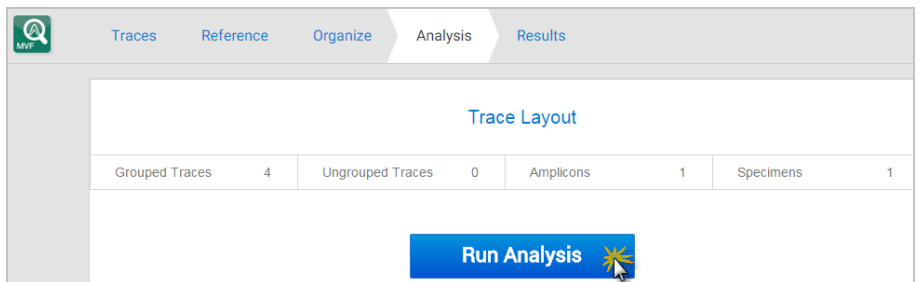 MVF
Traces Reference Organize Analysis Results
Trace Layout
Grouped Traces 4 Ungrouped Traces 0 Amplicons 1 Specimens 1
Run Analysis